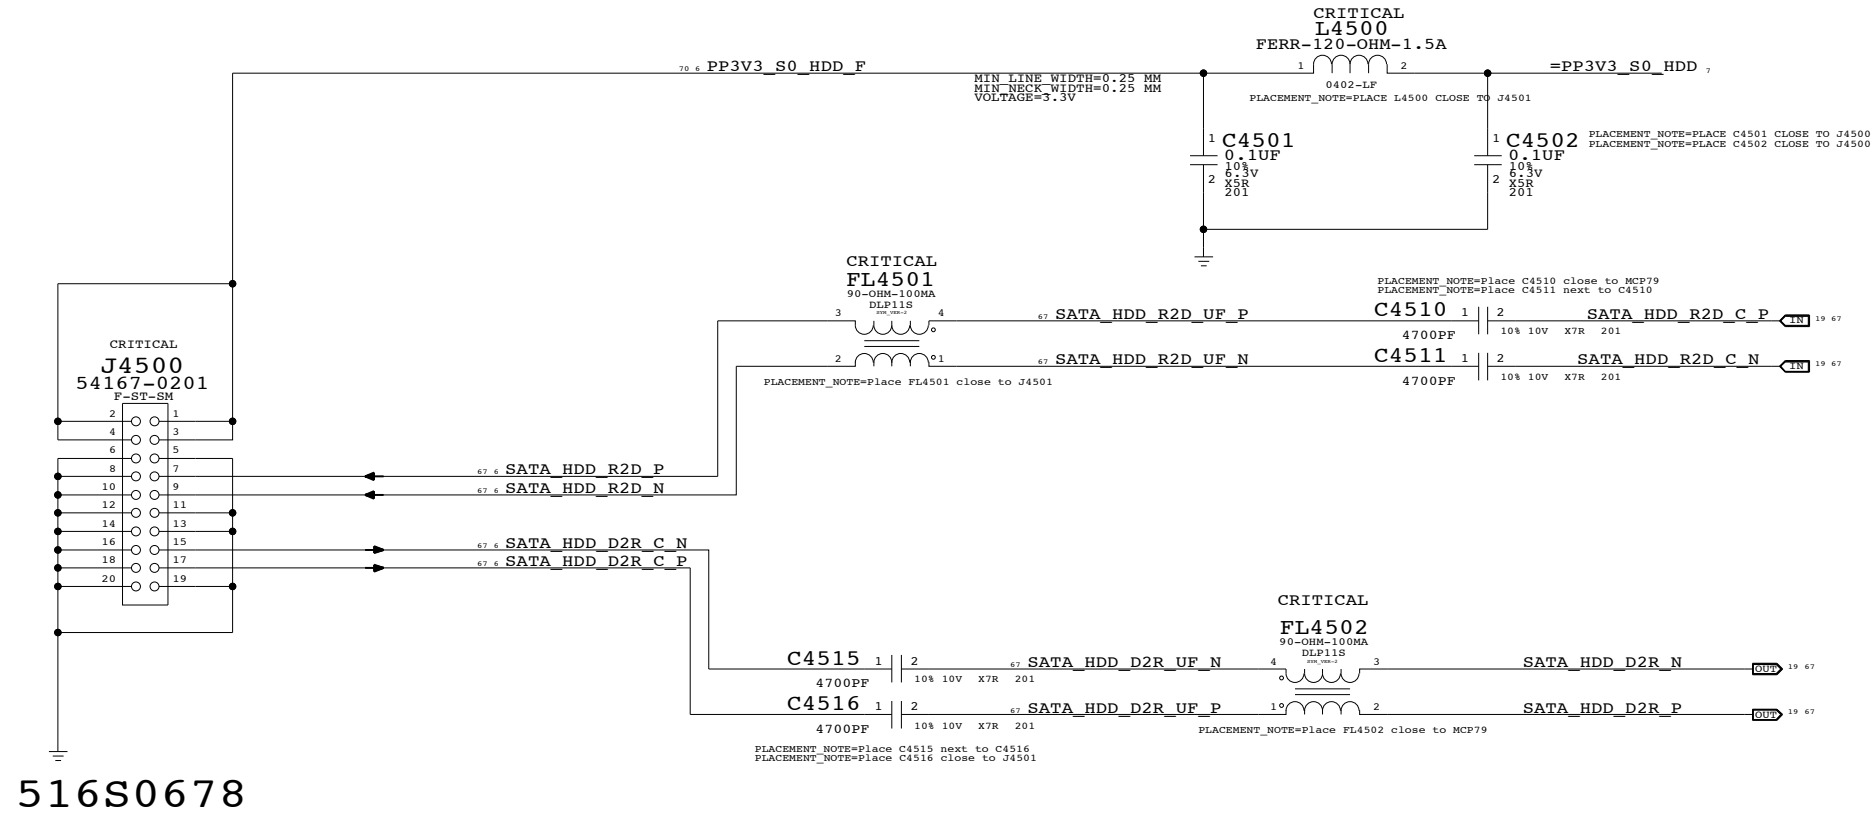 CRITICAL
L4500
FERR-120-OHM-1.5A
70 6 PP3V3_S0_HDD_F
1 2
=PP3V3_S0_HDD 7
MIN_LINE_WIDTH=0.25 MM
MIN_NECK_WIDTH=0.25 MM
VOLTAGE=3.3V
0402-LF
PLACEMENT_NOTE=PLACE L4500 CLOSE TO J4501
1 C4501
0.1UF
10%
6.3V
X5R
201
2
1 C4502
0.1UF
10%
6.3V
X5R
201
2
PLACEMENT_NOTE=PLACE C4501 CLOSE TO J4500
PLACEMENT_NOTE=PLACE C4502 CLOSE TO J4500
CRITICAL
FL4501
90-OHM-100MA
DLP11S
SYM_VER-2
3 4
2 1
PLACEMENT_NOTE=Place FL4501 close to J4501
67 SATA_HDD_R2D_UF_P
67 SATA_HDD_R2D_UF_N
PLACEMENT_NOTE=Place C4510 close to MCP79
PLACEMENT_NOTE=Place C4511 next to C4510
C4510 1 2
4700PF
10% 10V X7R 201
SATA_HDD_R2D_C_P
IN 19 67
C4511 1 2
4700PF
10% 10V X7R 201
SATA_HDD_R2D_C_N
IN 19 67
CRITICAL
J4500
54167-0201
F-ST-SM
2 1
4 3
6 5
8 7
10 9
12 11
14 13
16 15
18 17
20 19
67 6 SATA_HDD_R2D_P
67 6 SATA_HDD_R2D_N
67 6 SATA_HDD_D2R_C_N
67 6 SATA_HDD_D2R_C_P
C4515 1 2
4700PF
10% 10V X7R 201
67 SATA_HDD_D2R_UF_N
C4516 1 2
4700PF
10% 10V X7R 201
67 SATA_HDD_D2R_UF_P
PLACEMENT_NOTE=Place C4515 next to C4516
PLACEMENT_NOTE=Place C4516 close to J4501
CRITICAL
FL4502
90-OHM-100MA
DLP11S
SYM_VER-2
4 3
1 2
PLACEMENT_NOTE=Place FL4502 close to MCP79
SATA_HDD_D2R_N
OUT 19 67
SATA_HDD_D2R_P
OUT 19 67
516S0678